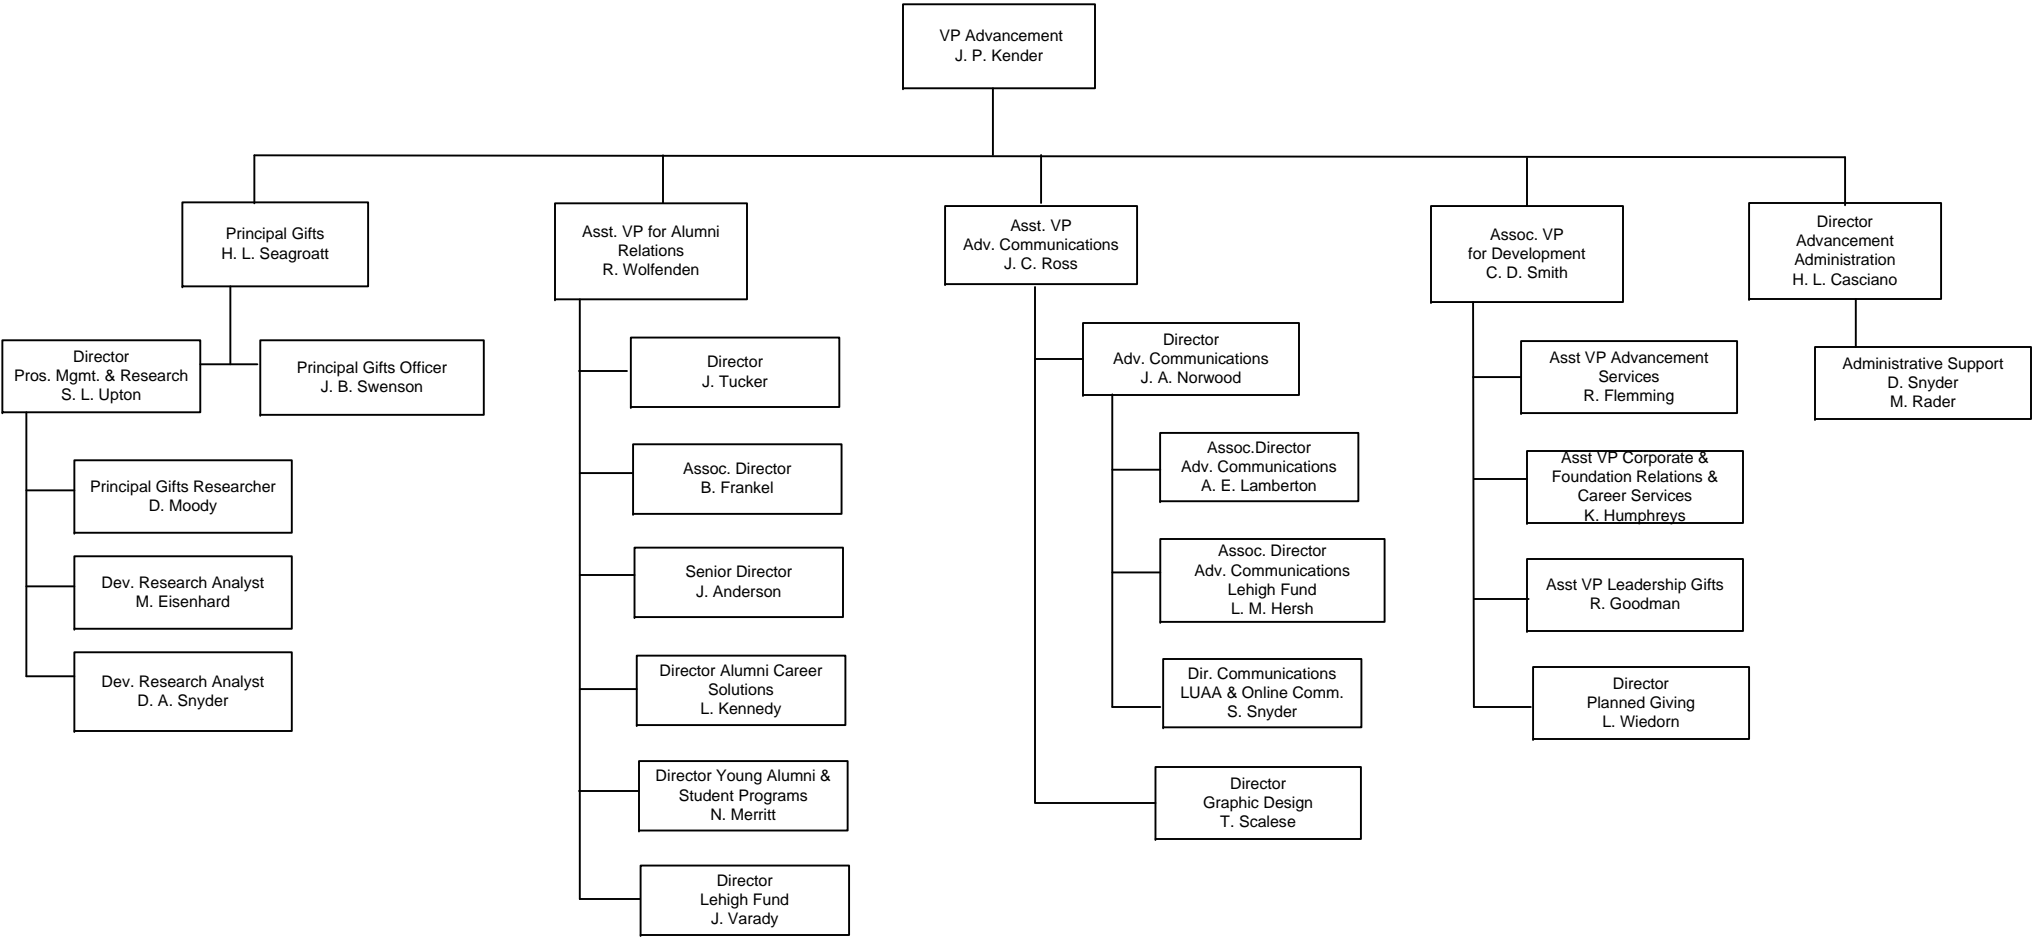 VP Advancement
J. P. Kender
Principal Gifts
H. L. Seagroatt
Asst. VP for Alumni
Relations
R. Wolfenden
Asst. VP
Adv. Communications
J. C. Ross
Assoc. VP
for Development
C. D. Smith
Director
Advancement
Administration
H. L. Casciano
Director
Pros. Mgmt. & Research
S. L. Upton
Principal Gifts Officer
J. B. Swenson
Principal Gifts Researcher
D. Moody
Dev. Research Analyst
M. Eisenhard
Dev. Research Analyst
D. A. Snyder
Director
J. Tucker
Assoc. Director
B. Frankel
Senior Director
J. Anderson
Director Alumni Career
Solutions
L. Kennedy
Director Young Alumni &
Student Programs
N. Merritt
Director
Lehigh Fund
J. Varady
Director
Adv. Communications
J. A. Norwood
Assoc.Director
Adv. Communications
A. E. Lamberton
Assoc. Director
Adv. Communications
Lehigh Fund
L. M. Hersh
Dir. Communications
LUAA & Online Comm.
S. Snyder
Director
Graphic Design
T. Scalese
Asst VP Advancement
Services
R. Flemming
Asst VP Corporate &
Foundation Relations &
Career Services
K. Humphreys
Asst VP Leadership Gifts
R. Goodman
Director
Planned Giving
L. Wiedorn
Administrative Support
D. Snyder
M. Rader